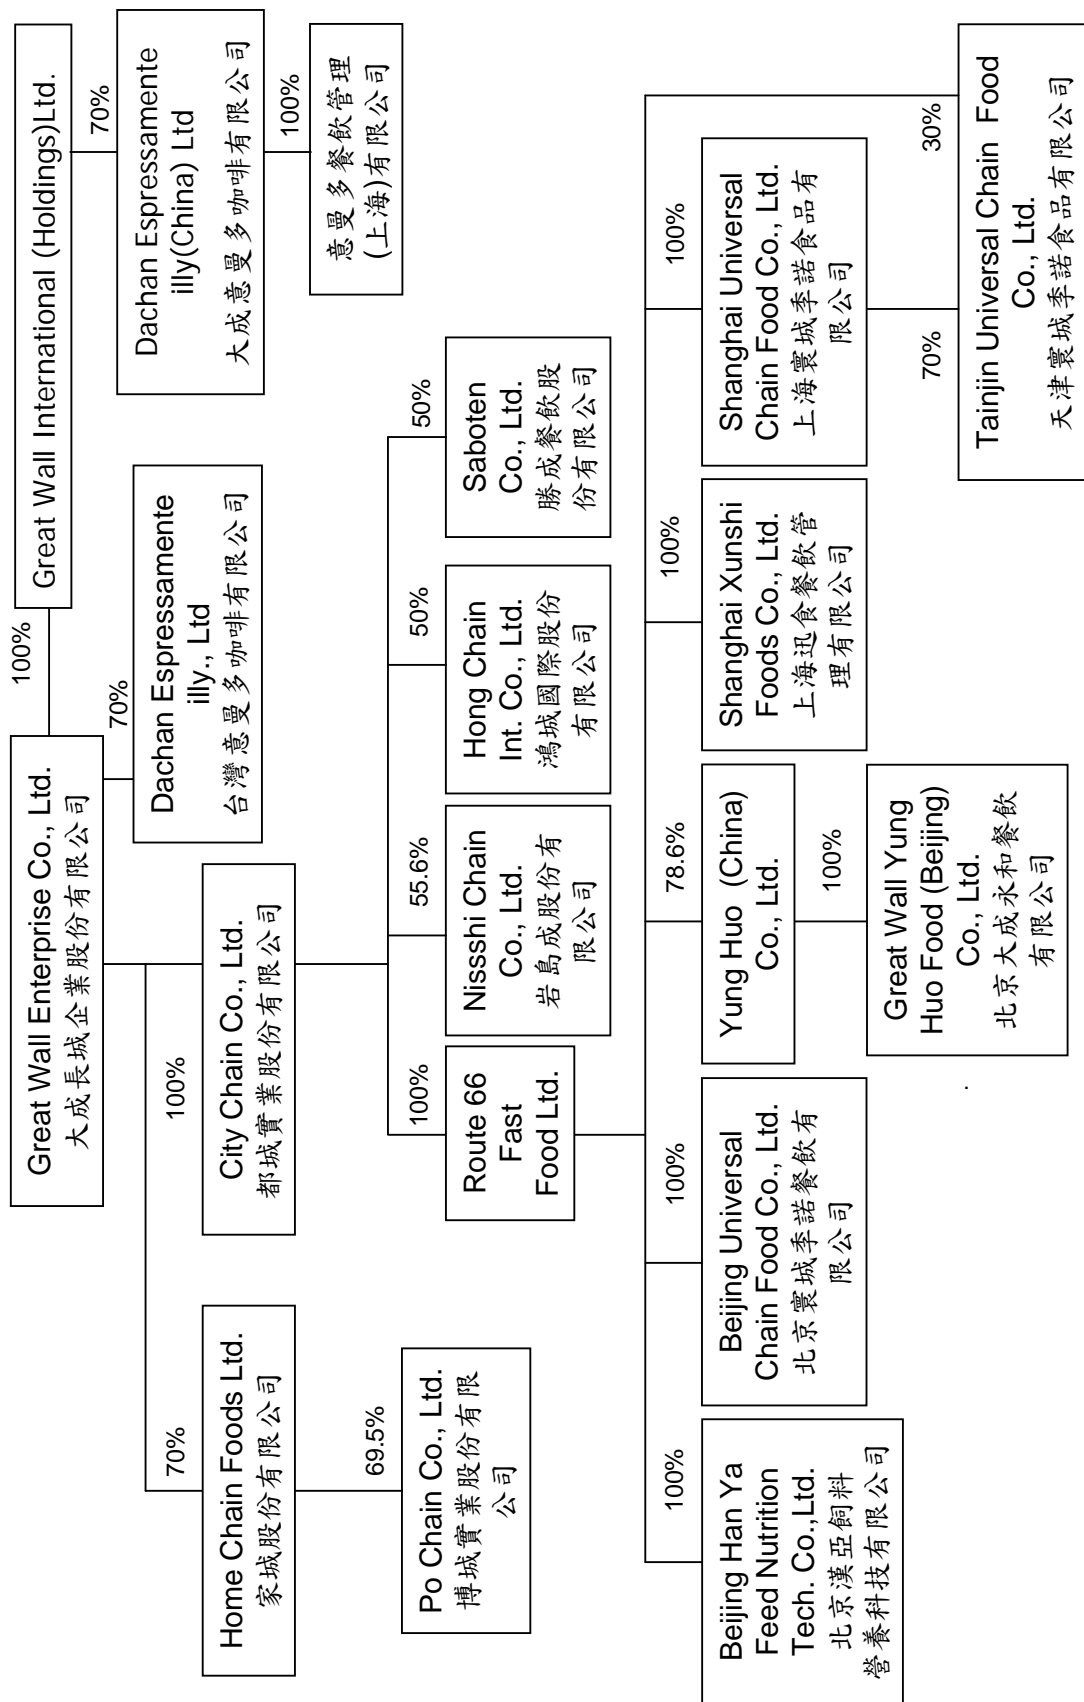 Great Wall Enterprise Co., Ltd.
大成長城企業股份有限公司
100%
Great Wall International (Holdings)Ltd.
70%
Dachan Espressamente
illy., Ltd
台灣意曼多咖啡有限公司
70%
Dachan Espressamente
illy(China) Ltd
大成意曼多咖啡有限公司
100%
意曼多餐飲管理
(上海)有限公司
70%
Home Chain Foods Ltd.
家城股份有限公司
100%
City Chain Co., Ltd.
都城實業股份有限公司
69.5%
Po Chain Co., Ltd.
博城實業股份有限
公司
100%
Route 66
Fast
Food Ltd.
55.6%
Nissshi Chain
Co., Ltd.
岩島成股份有
限公司
50%
Hong Chain
Int. Co., Ltd.
鴻城國際股份
有限公司
50%
Saboten
Co., Ltd.
勝成餐飲股
份有限公司
100%
Beijing Han Ya
Feed Nutrition
Tech. Co.,Ltd.
北京漢亞飼料
營養科技有限公司
100%
Beijing Universal
Chain Food Co., Ltd.
北京寰城季諾餐飲有
限公司
78.6%
Yung Huo (China)
Co., Ltd.
100%
Shanghai Xunshi
Foods Co., Ltd.
上海迅食餐飲管
理有限公司
100%
Shanghai Universal
Chain Food Co., Ltd.
上海寰城季諾食品有
限公司
100%
Great Wall Yung
Huo Food (Beijing)
Co., Ltd.
北京大成永和餐飲
有限公司
70%
30%
Tainjin Universal Chain Food
Co., Ltd.
天津寰城季諾食品有限公司